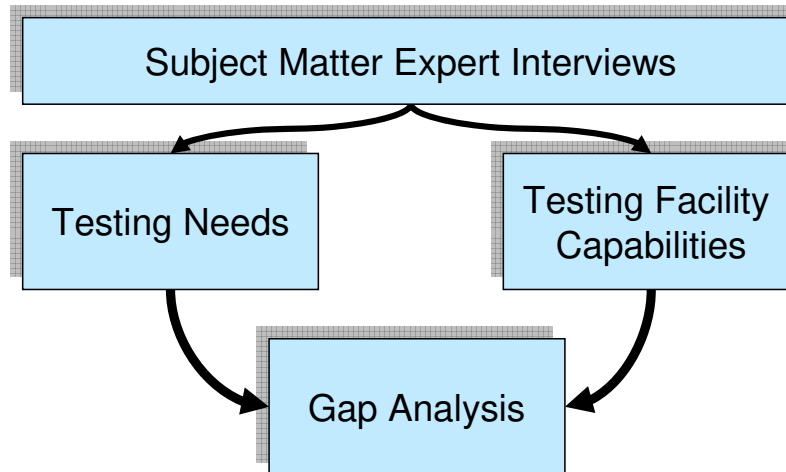 Subject Matter Expert Interviews
Testing Needs
Testing Facility
Capabilities
Gap Analysis